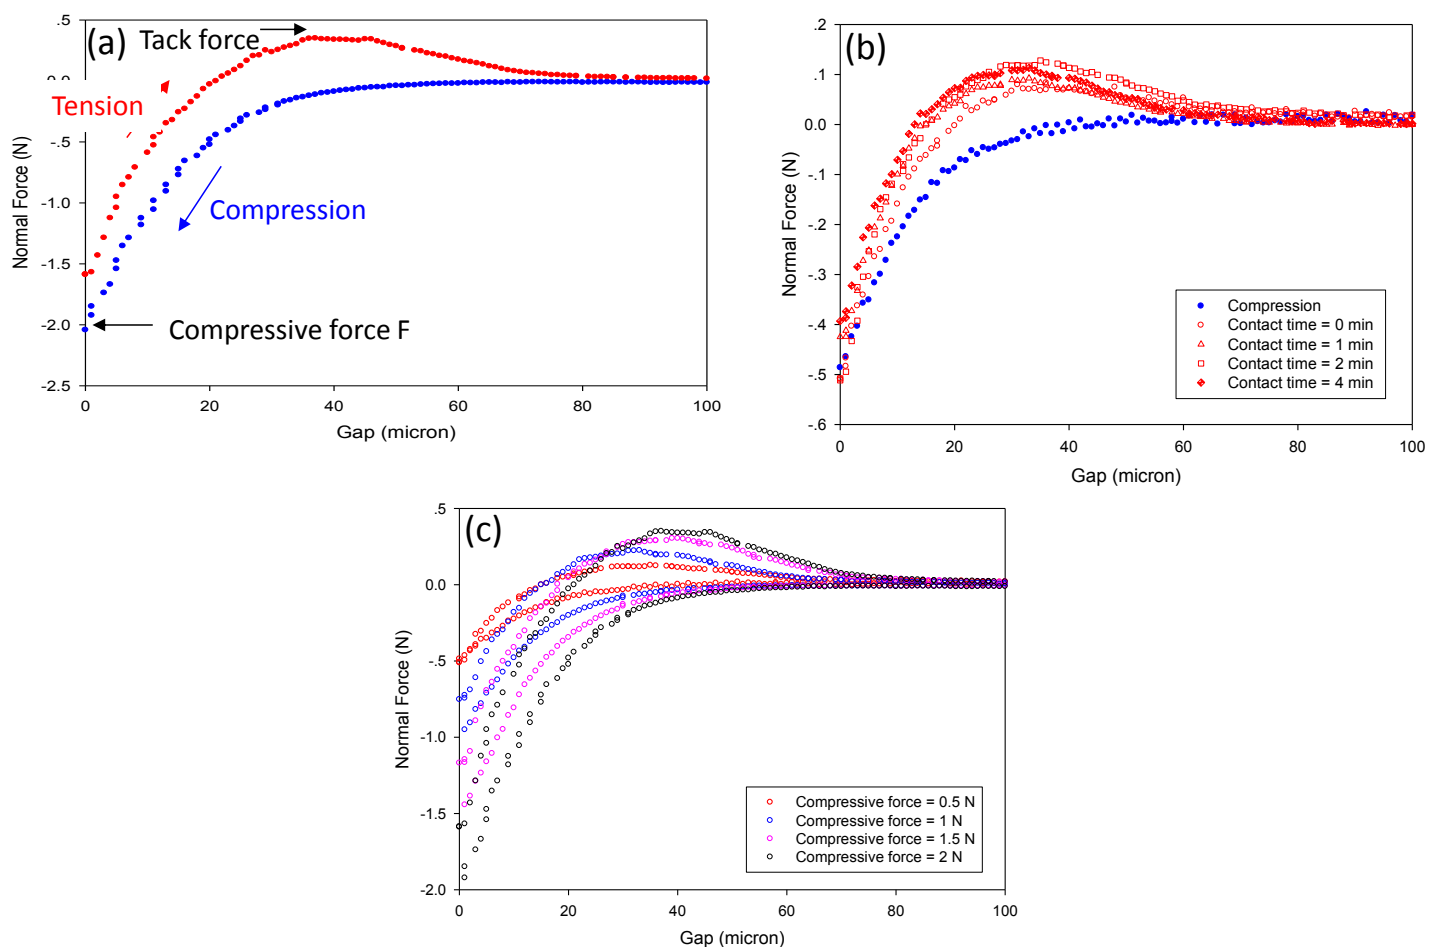 (a)
Tack force
Tension
Compression
Compressive force F
.5
0.0
-.5
-1.0
-1.5
-2.0
-2.5
Normal Force (N)
0
20
40
60
80
100
Gap (micron)
(b)
.2
.1
0.0
-.1
-.2
-.3
-.4
-.5
-.6
Normal Force (N)
Compression
Contact time = 0 min
Contact time = 1 min
Contact time = 2 min
Contact time = 4 min
0
20
40
60
80
100
Gap (micron)
(c)
.5
0.0
-.5
-1.0
-1.5
-2.0
Normal Force (N)
Compressive force = 0.5 N
Compressive force = 1 N
Compressive force = 1.5 N
Compressive force = 2 N
0
20
40
60
80
100
Gap (micron)